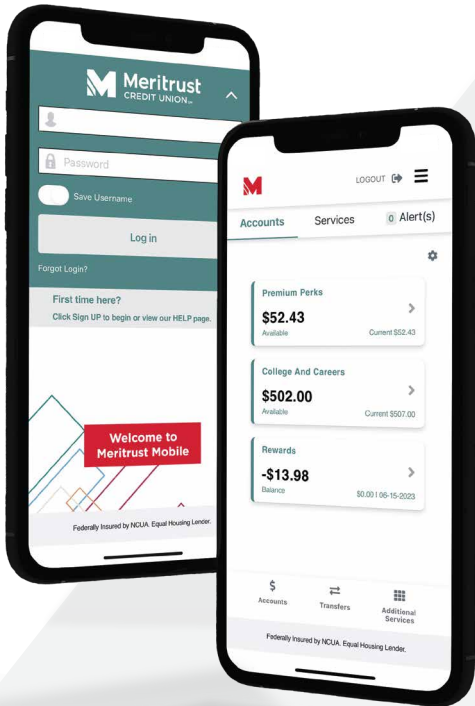 Meritrust
CREDIT UNION
Password
Save Username
Log in
Forgot Login?
First time here?
Click Sign UP to begin or view our HELP page.
Welcome to
Meritrust Mobile
Federally Insured by NCUA. Equal Housing Lender.
M
LOGOUT
Accounts
Services
0 Alert(s)
Premium Perks
$52.43
Available
Current $52.43
College And Careers
$502.00
Available
Current $507.00
Rewards
-$13.98
Balance
$0.00 | 06-15-2023
$
Accounts
Transfers
Additional
Services
Federally Insured by NCUA. Equal Housing Lender.